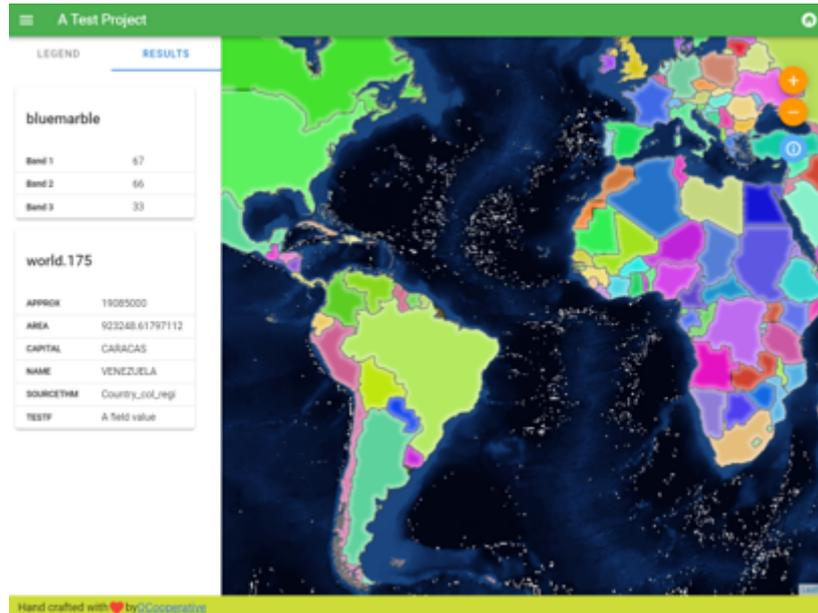 A Test Project
LEGEND RESULTS
bluemarble
Band 1 67
Band 2 66
Band 3 33
world.175
APPROX 19085000
AREA 923248.61797112
CAPITAL CARACAS
NAME VENEZUELA
SOURCETHM Country_col_regi
TESTF A field value
+
−
Hand crafted with ❤ by QCooperative